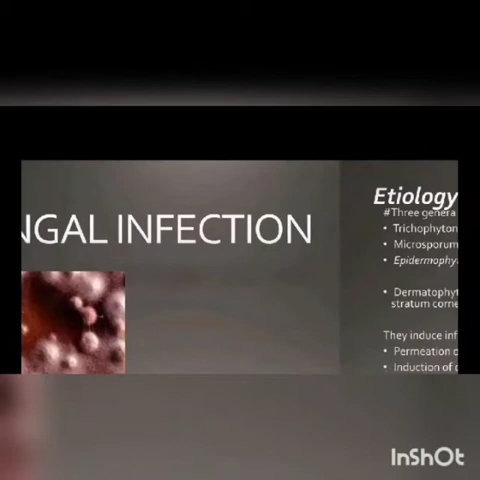 NGAL INFECTION
Etiology
#Three genera
• Trichophyton
• Microsporum
• Epidermophy
• Dermatophyt
stratum corne
They induce inf
• Permeation o
• Induction of
InShOt